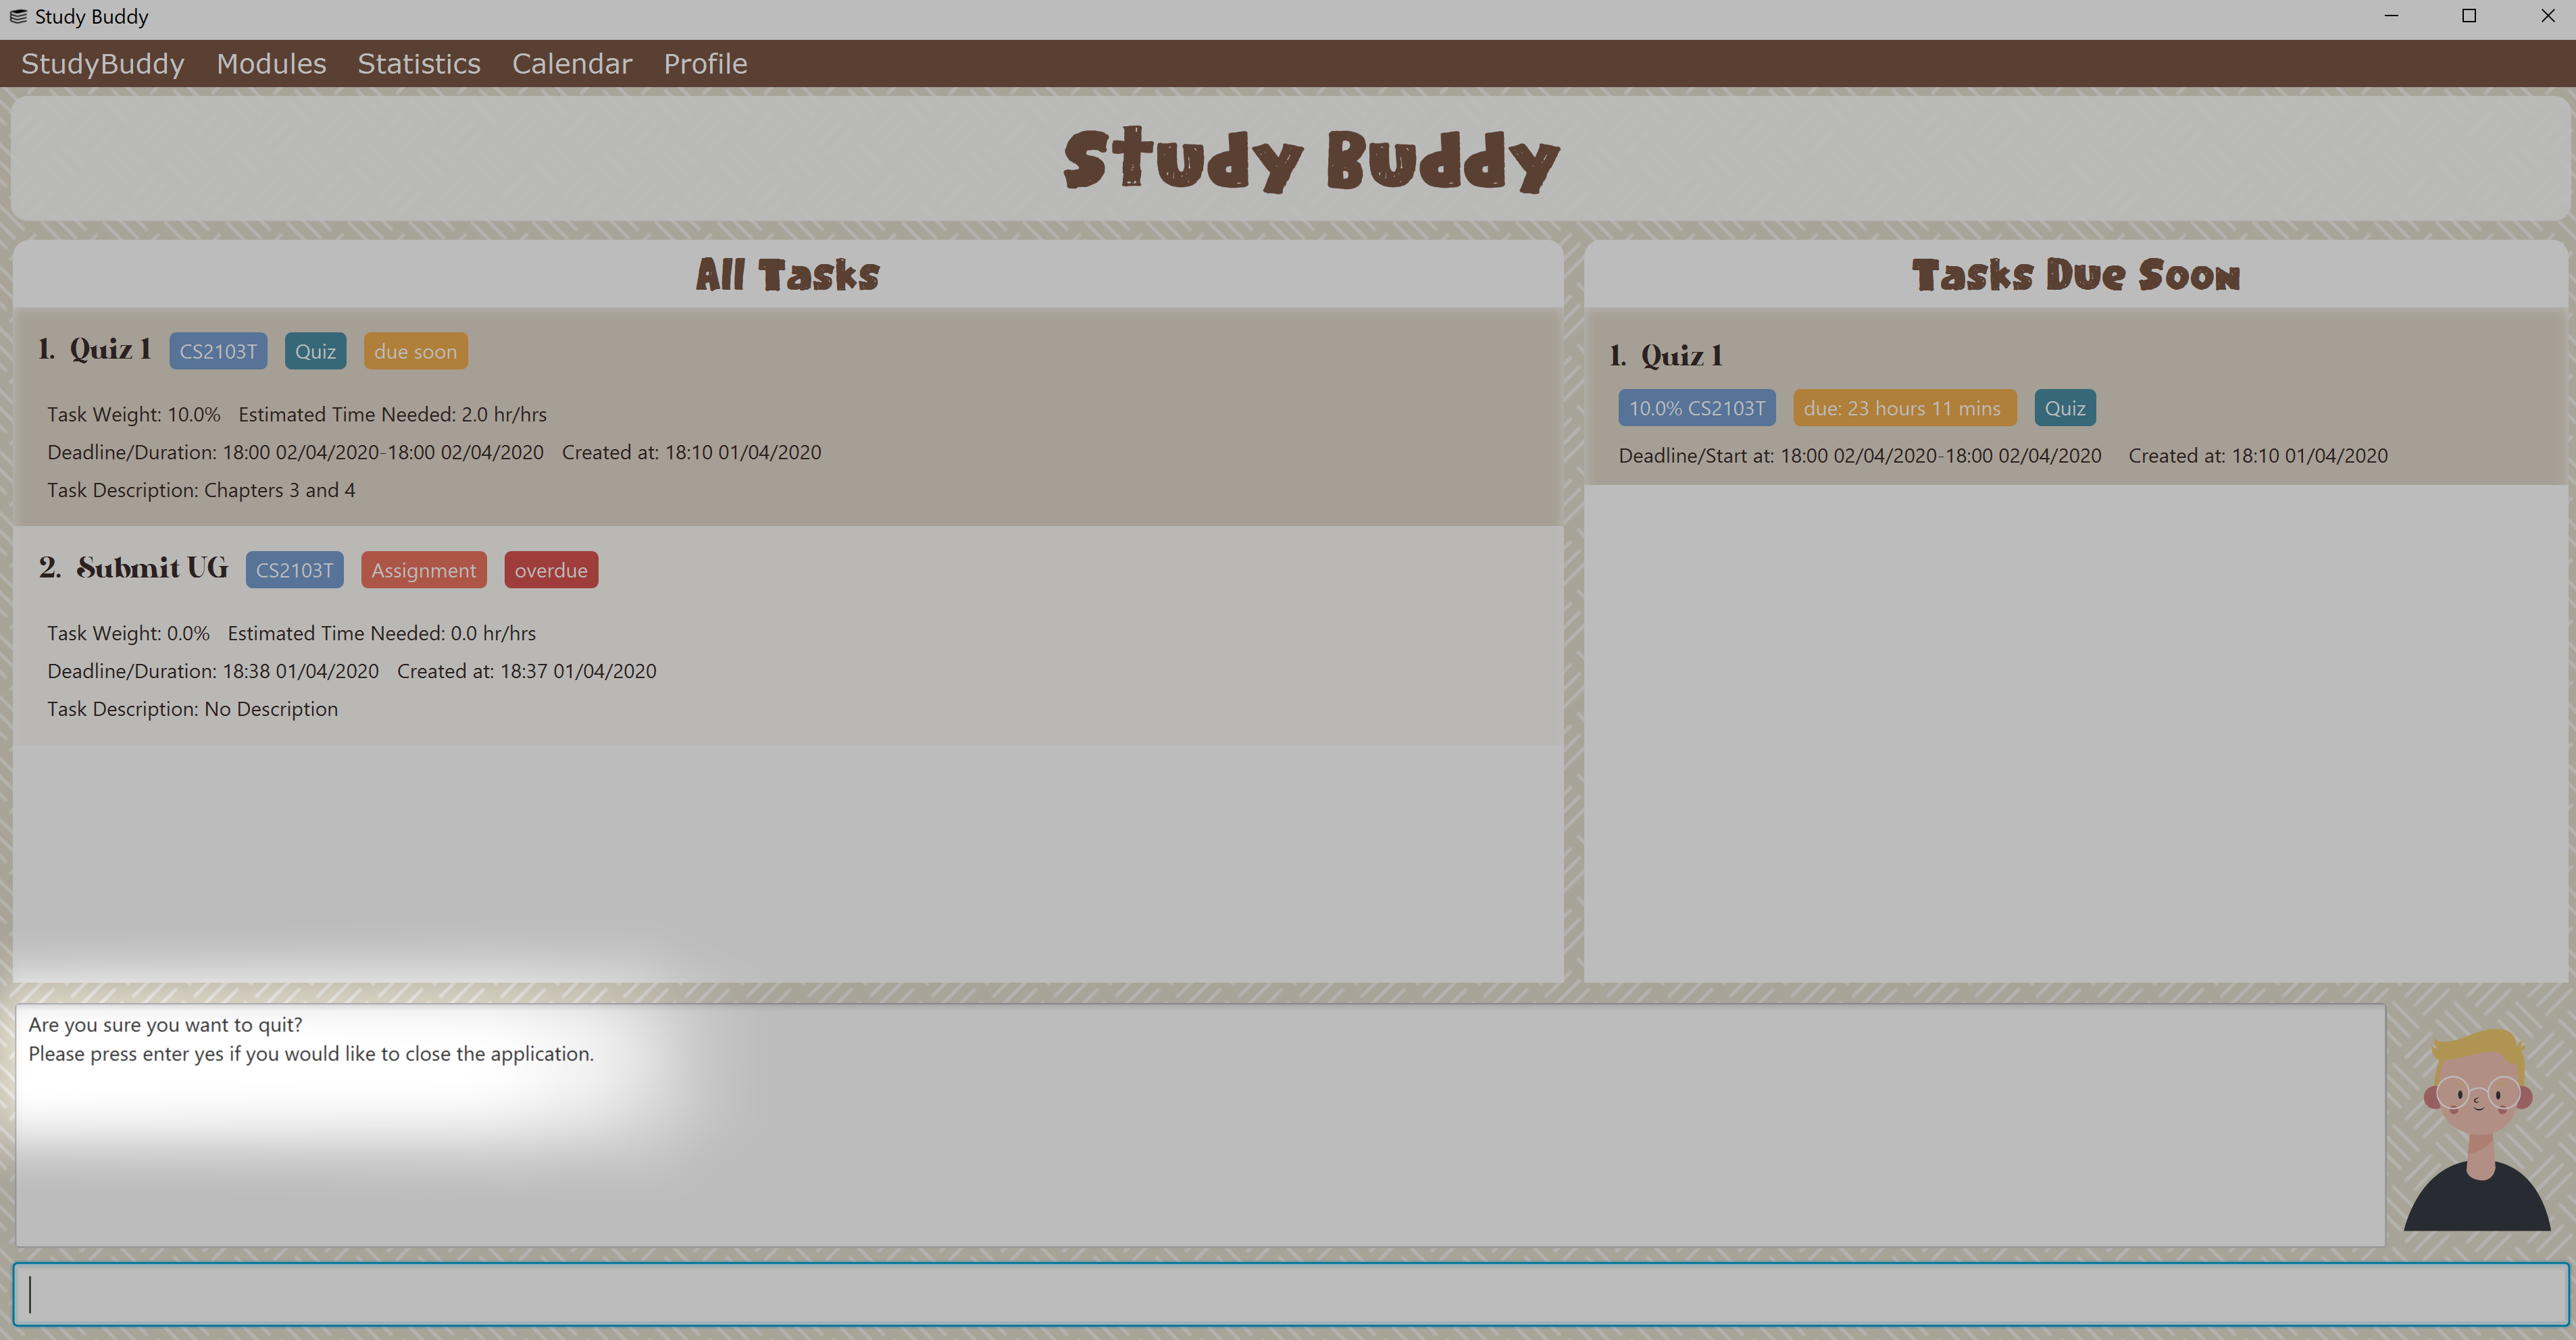 Study Buddy
StudyBuddy Modules Statistics Calendar Profile
Study Buddy
All Tasks
1. Quiz 1 CS2103T Quiz due soon
Task Weight: 10.0% Estimated Time Needed: 2.0 hr/hrs
Deadline/Duration: 18:00 02/04/2020-18:00 02/04/2020 Created at: 18:10 01/04/2020
Task Description: Chapters 3 and 4
2. Submit UG CS2103T Assignment overdue
Task Weight: 0.0% Estimated Time Needed: 0.0 hr/hrs
Deadline/Duration: 18:38 01/04/2020 Created at: 18:37 01/04/2020
Task Description: No Description
Tasks Due Soon
1. Quiz 1
10.0% CS2103T due: 23 hours 11 mins Quiz
Deadline/Start at: 18:00 02/04/2020-18:00 02/04/2020 Created at: 18:10 01/04/2020
Are you sure you want to quit?
Please press enter yes if you would like to close the application.